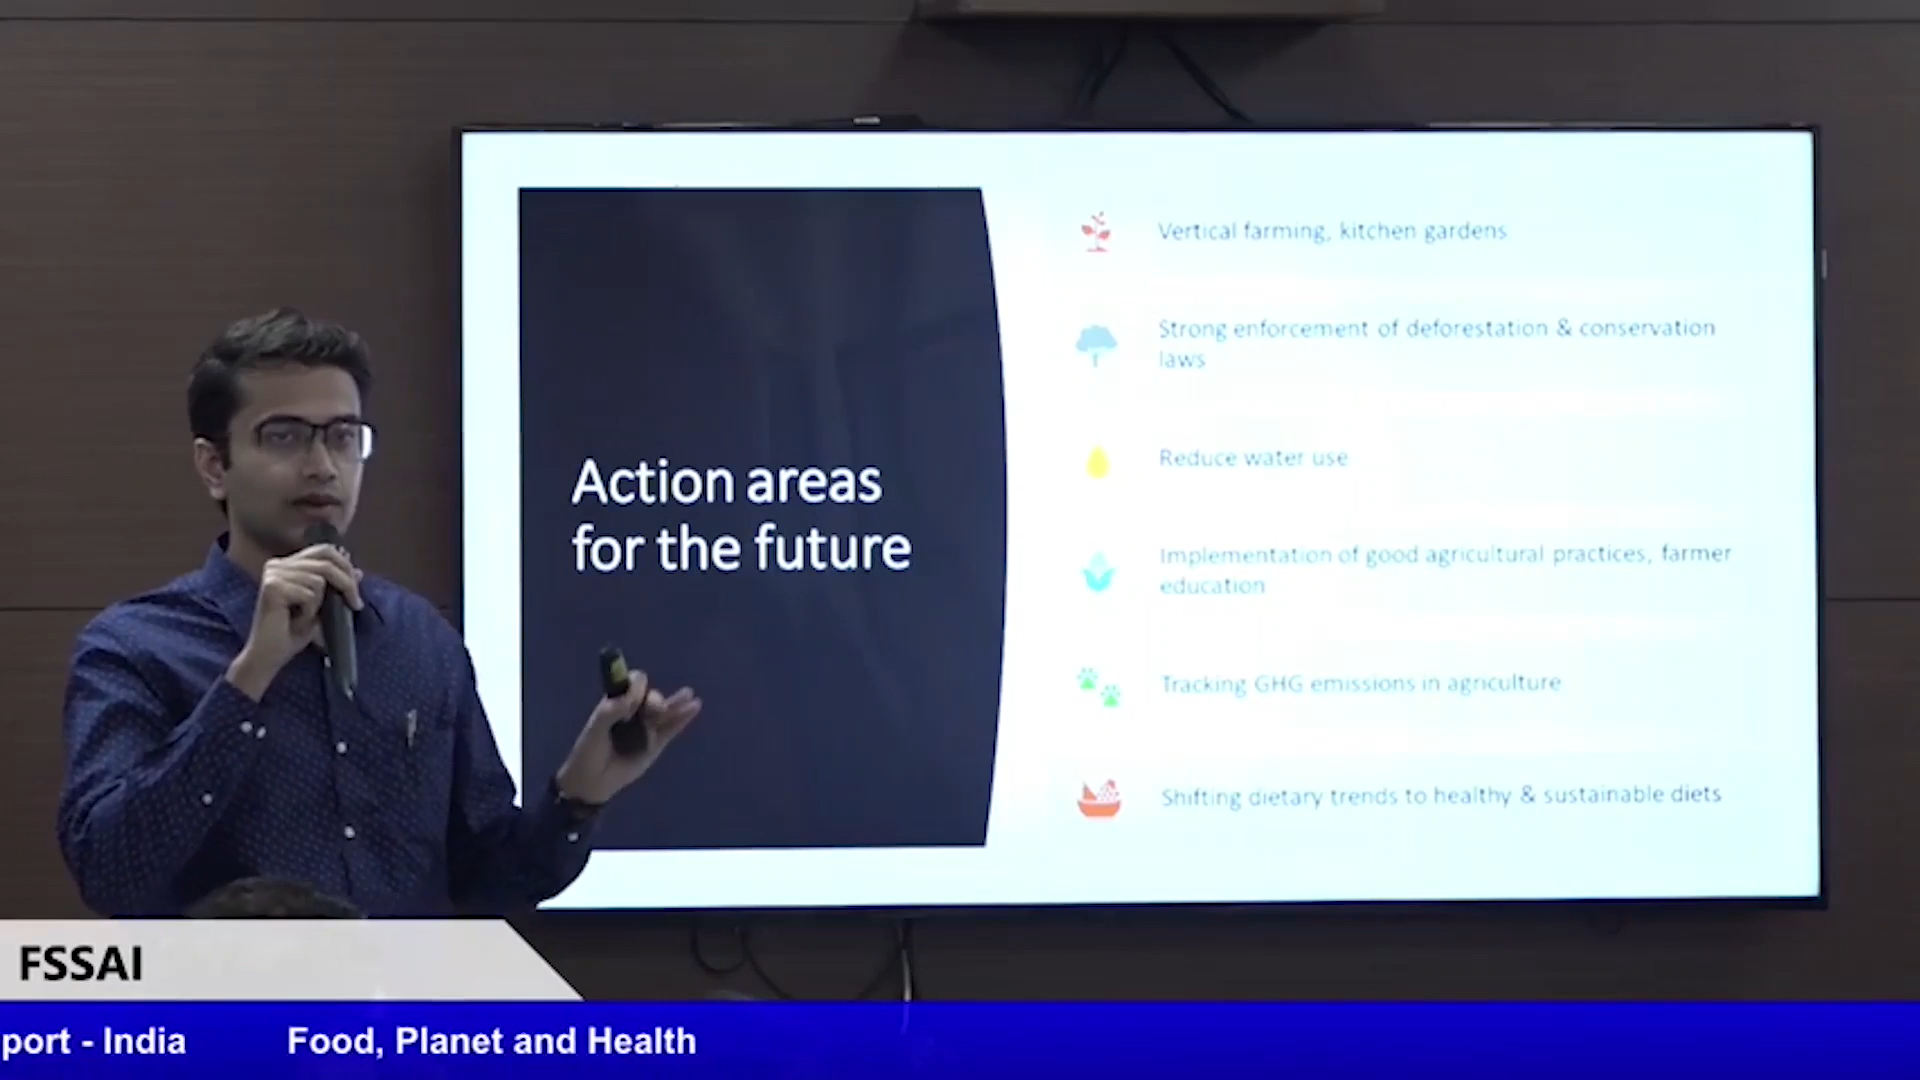 Action areas
for the future
Vertical farming, kitchen gardens
Strong enforcement of deforestation & conservation
laws
Reduce water use
Implementation of good agricultural practices, farmer
education
Tracking GHG emissions in agriculture
Shifting dietary trends to healthy & sustainable diets
FSSAI
port - India Food, Planet and Health